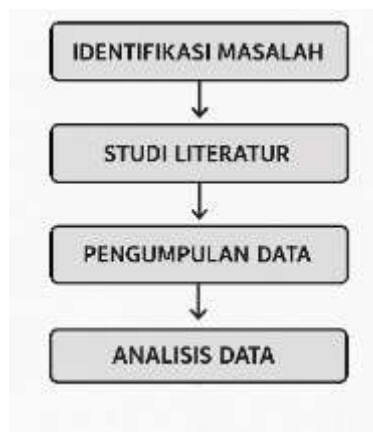 IDENTIFIKASI MASALAH
STUDI LITERATUR
PENGUMPULAN DATA
ANALISIS DATA